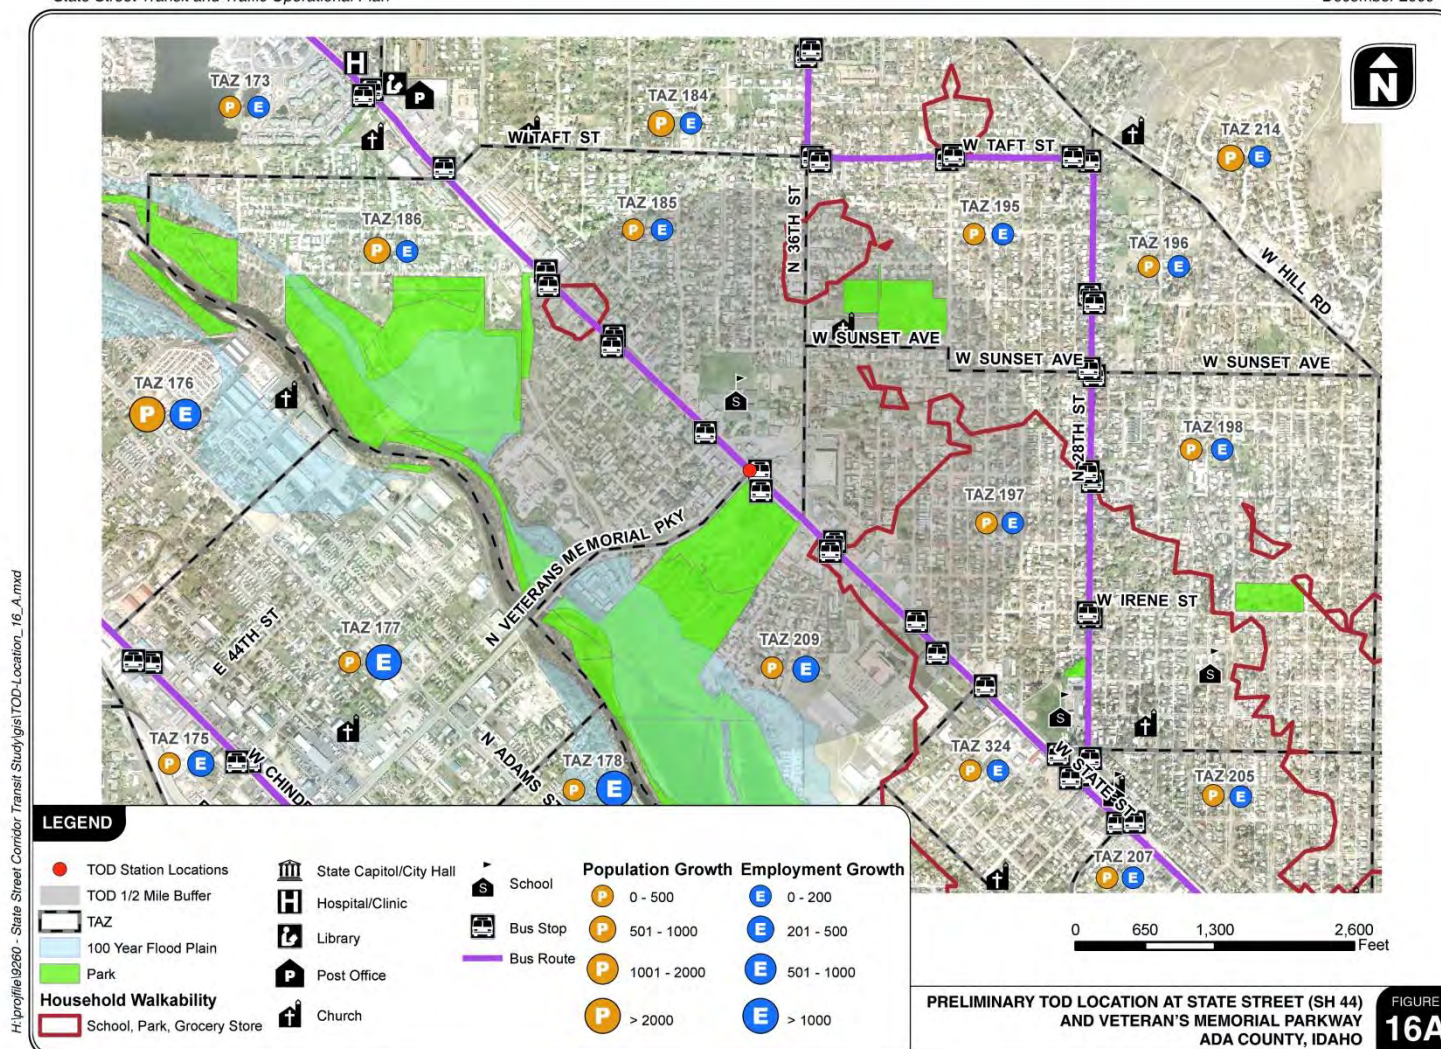 State Street Transit and Traffic Operational Plan
December 2009
N
H
P
TAZ 173
P E
TAZ 184
P E
W TAFT ST
W TAFT ST
TAZ 214
P E
TAZ 186
P E
TAZ 185
P E
N 36TH ST
TAZ 195
P E
TAZ 196
P E
W HILL RD
W SUNSET AVE
W SUNSET AVE
W SUNSET AVE
TAZ 176
P E
S
N 28TH ST
TAZ 198
P E
TAZ 197
P E
N VETERANS MEMORIAL PKY
W IRENE ST
E 44TH ST
TAZ 177
P E
TAZ 209
P E
S
S
TAZ 175
P E
W CHINDE
N ADAMS ST
TAZ 178
P E
TAZ 324
P E
W STATE ST
TAZ 205
P E
TAZ 207
P E
LEGEND
TOD Station Locations
TOD 1/2 Mile Buffer
TAZ
100 Year Flood Plain
Park
Household Walkability
School, Park, Grocery Store
State Capitol/City Hall
H Hospital/Clinic
Library
P Post Office
Church
S School
Bus Stop
Bus Route
Population Growth
P 0 - 500
P 501 - 1000
P 1001 - 2000
P > 2000
Employment Growth
E 0 - 200
E 201 - 500
E 501 - 1000
E > 1000
0 650 1,300 2,600
Feet
PRELIMINARY TOD LOCATION AT STATE STREET (SH 44)
AND VETERAN'S MEMORIAL PARKWAY
ADA COUNTY, IDAHO
FIGURE
16A
H:\projfile\9260 - State Street Corridor Transit Study\gis\TOD-Location_16_A.mxd